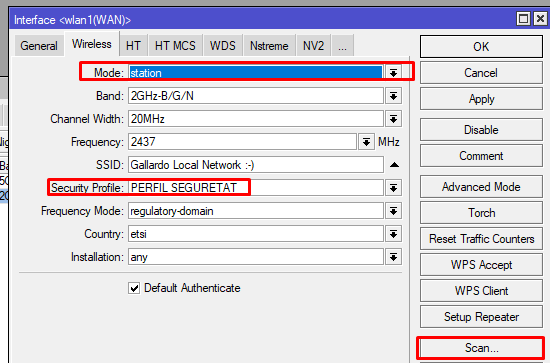 Interface <wlan1(WAN)>
General Wireless HT HT MCS WDS Nstreme NV2 ...
OK
Mode: station
Cancel
Band: 2GHz-B/G/N
Apply
Channel Width: 20MHz
Frequency: 2437 MHz
Disable
SSID: Gallardo Local Network :-)
Comment
Security Profile: PERFIL SEGURETAT
Advanced Mode
Frequency Mode: regulatory-domain
Torch
Country: etsi
Reset Traffic Counters
Installation: any
WPS Accept
Default Authenticate
WPS Client
Setup Repeater
Scan...